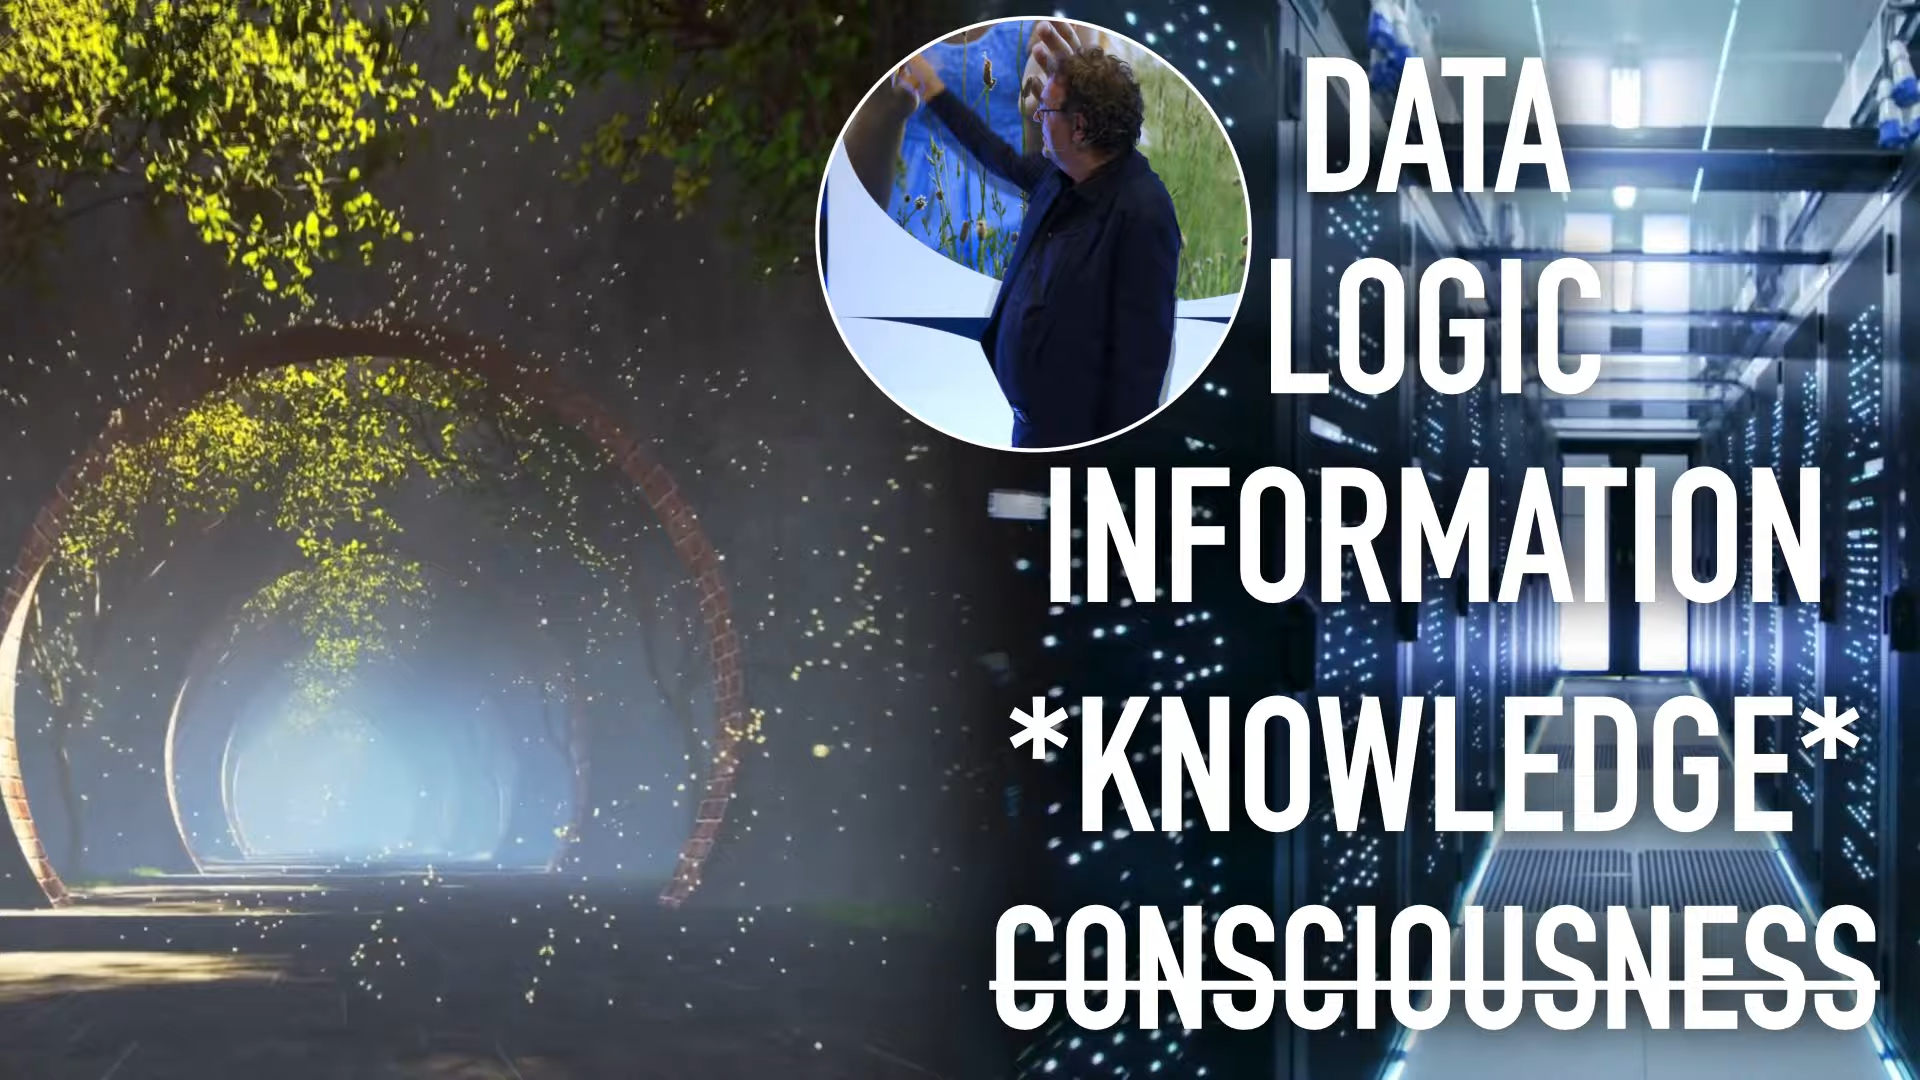 DATA
LOGIC
INFORMATION
*KNOWLEDGE*
CONSCIOUSNESS